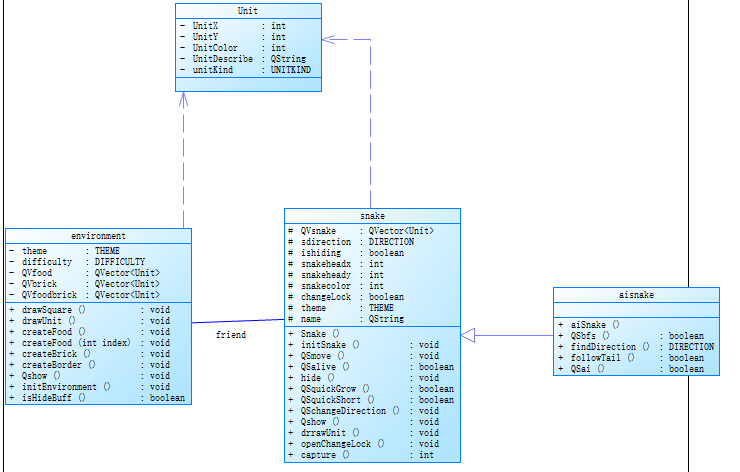 Unit
- UnitX : int
- UnitY : int
- UnitColor : int
- UnitDescribe : QString
- unitKind : UNITKIND
environment
- theme : THEME
- difficulty : DIFFICULTY
- QVfood : QVector<Unit>
- QVbrick : QVector<Unit>
- QVfoodbrick : QVector<Unit>
+ drawSquare () : void
+ drawUnit () : void
+ createFood () : void
+ createFood (int index) : void
+ createBrick () : void
+ createBorder () : void
+ Qshow () : void
+ initEnvironment () : void
+ isHideBuff () : boolean
friend
snake
# QVsnake : QVector<Unit>
# sdirection : DIRECTION
# ishiding : boolean
# snakeheadx : int
# snakeheady : int
# snakecolor : int
# changeLock : boolean
# theme : THEME
# name : QString
+ Snake ()
+ initSnake () : void
+ QSmove () : void
+ QSalive () : boolean
+ hide () : void
+ QSquickGrow () : boolean
+ QSquickShort () : boolean
+ QSchangeDirection () : void
+ Qshow () : void
+ drrawUnit () : void
+ openChangeLock () : void
+ capture () : int
aisnake
+ aiSnake ()
+ QSbfs () : boolean
+ findDirection () : DIRECTION
+ followTail () : boolean
+ QSai () : boolean